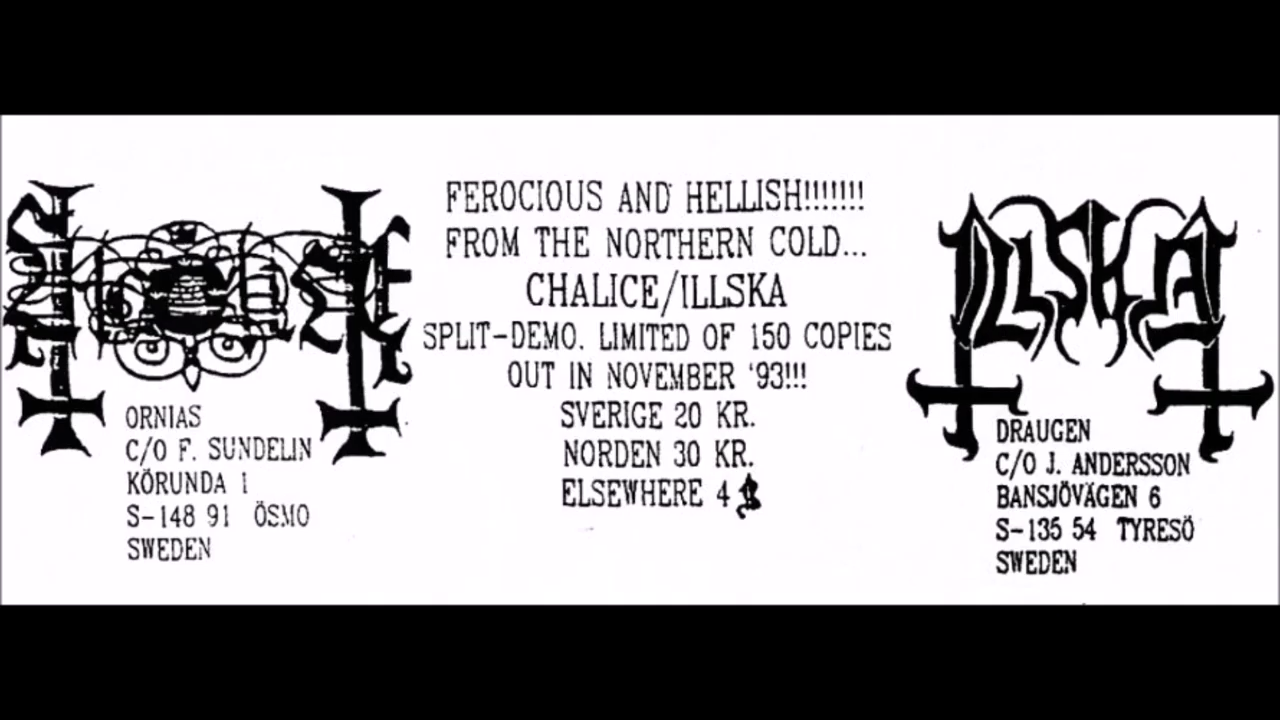 FEROCIOUS AND HELLISH!!!!!!!
FROM THE NORTHERN COLD...
CHALICE/ILLSKA
SPLIT-DEMO. LIMITED OF 150 COPIES
OUT IN NOVEMBER '93!!!
SVERIGE 20 KR.
NORDEN 30 KR.
ELSEWHERE 4 $
ORNIAS
C/O F. SUNDELIN
KÖRUNDA 1
S-148 91 ÖSMO
SWEDEN
ILLSKA
DRAUGEN
C/O J. ANDERSSON
BANSJÖVÄGEN 6
S-135 54 TYRESÖ
SWEDEN